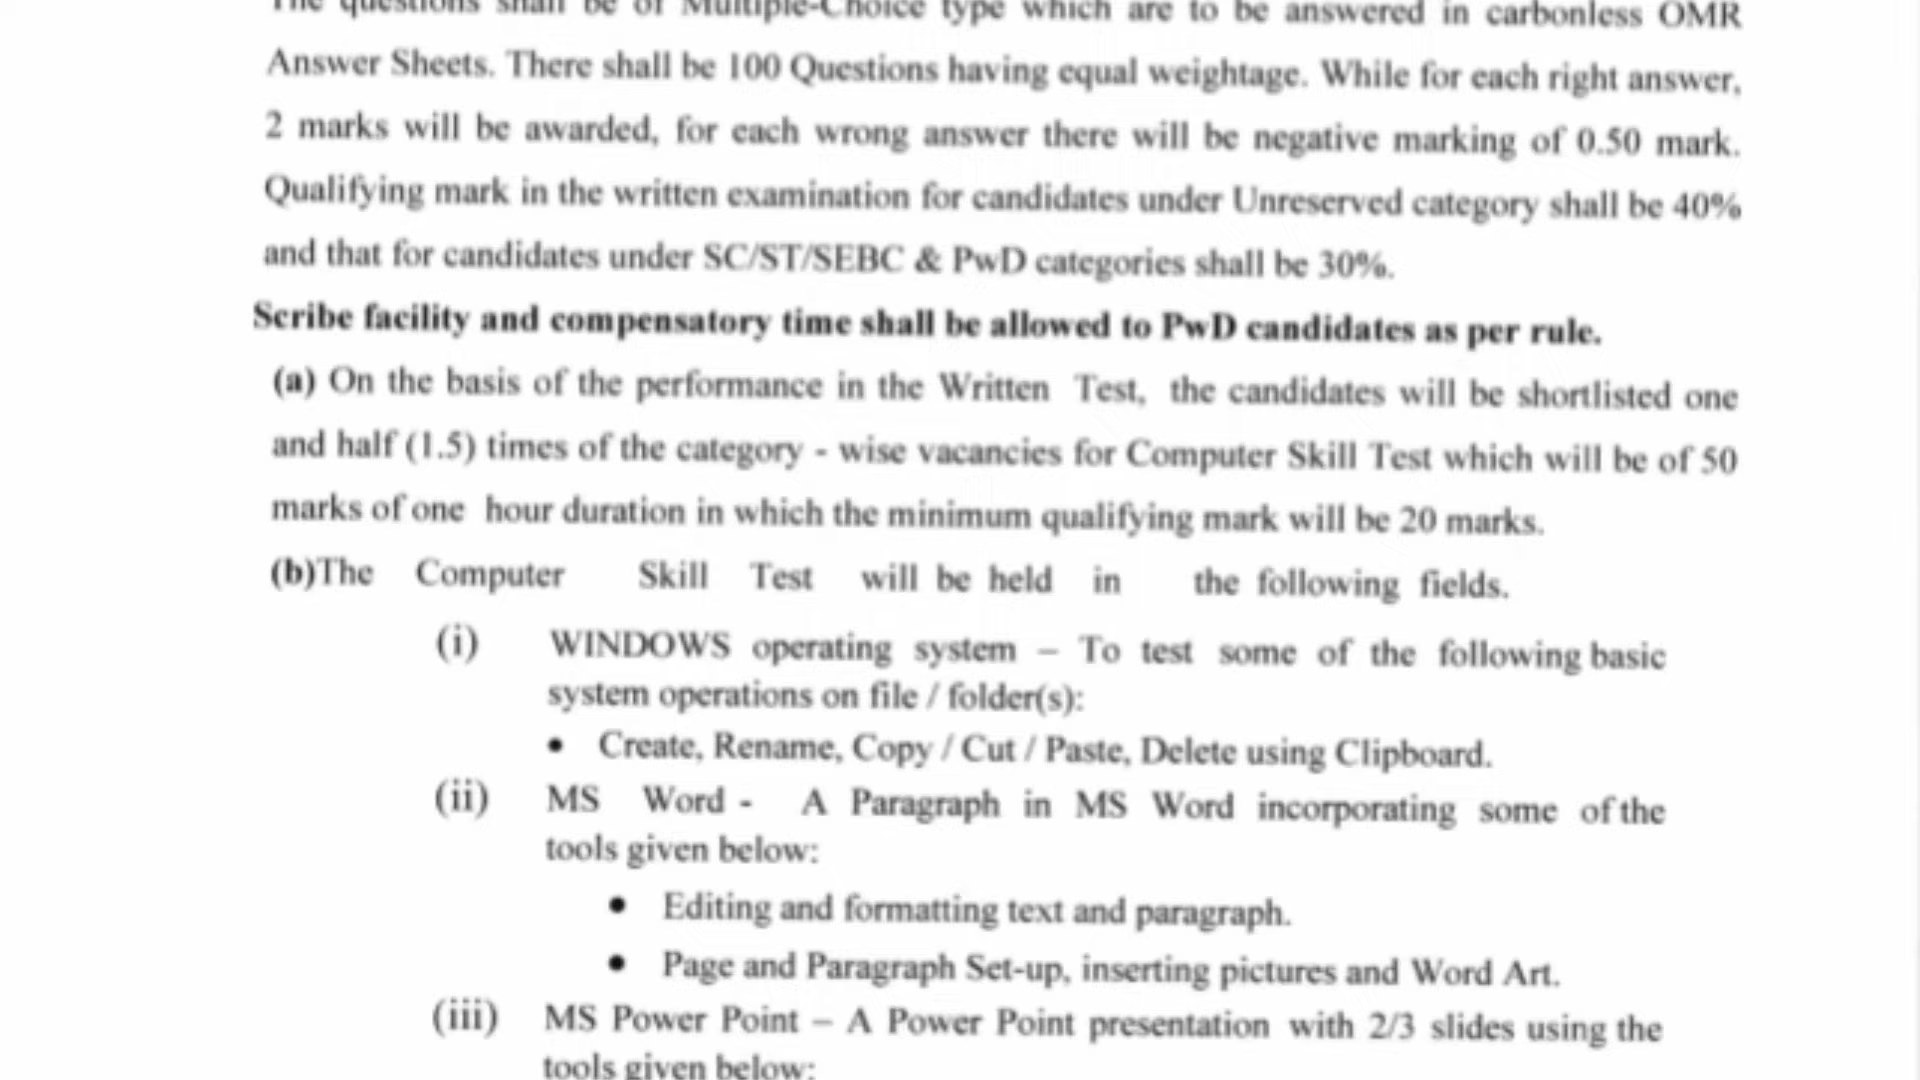 The questions shall be of Multiple-Choice type which are to be answered in carbonless OMR
Answer Sheets. There shall be 100 Questions having equal weightage. While for each right answer,
2 marks will be awarded, for each wrong answer there will be negative marking of 0.50 mark.
Qualifying mark in the written examination for candidates under Unreserved category shall be 40%
and that for candidates under SC/ST/SEBC & PwD categories shall be 30%.
Scribe facility and compensatory time shall be allowed to PwD candidates as per rule.
(a) On the basis of the performance in the Written Test, the candidates will be shortlisted one
and half (1.5) times of the category - wise vacancies for Computer Skill Test which will be of 50
marks of one hour duration in which the minimum qualifying mark will be 20 marks.
(b)The Computer Skill Test will be held in the following fields.
(i) WINDOWS operating system – To test some of the following basic
system operations on file / folder(s):
• Create, Rename, Copy / Cut / Paste, Delete using Clipboard.
(ii) MS Word - A Paragraph in MS Word incorporating some of the
tools given below:
• Editing and formatting text and paragraph.
• Page and Paragraph Set-up, inserting pictures and Word Art.
(iii) MS Power Point – A Power Point presentation with 2/3 slides using the
tools given below: